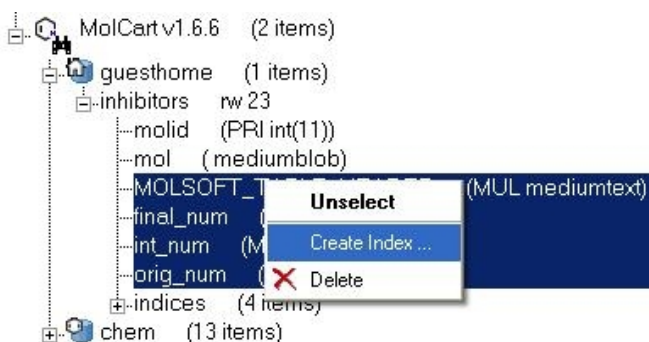 MolCart v1.6.6 (2 items)
guesthome (1 items)
inhibitors rw 23
molid (PRI int(11))
mol (mediumblob)
(MUL mediumtext)
final_num (
int_num (M
orig_num (
Unselect
Create Index ...
Delete
indices (4 items)
chem (13 items)